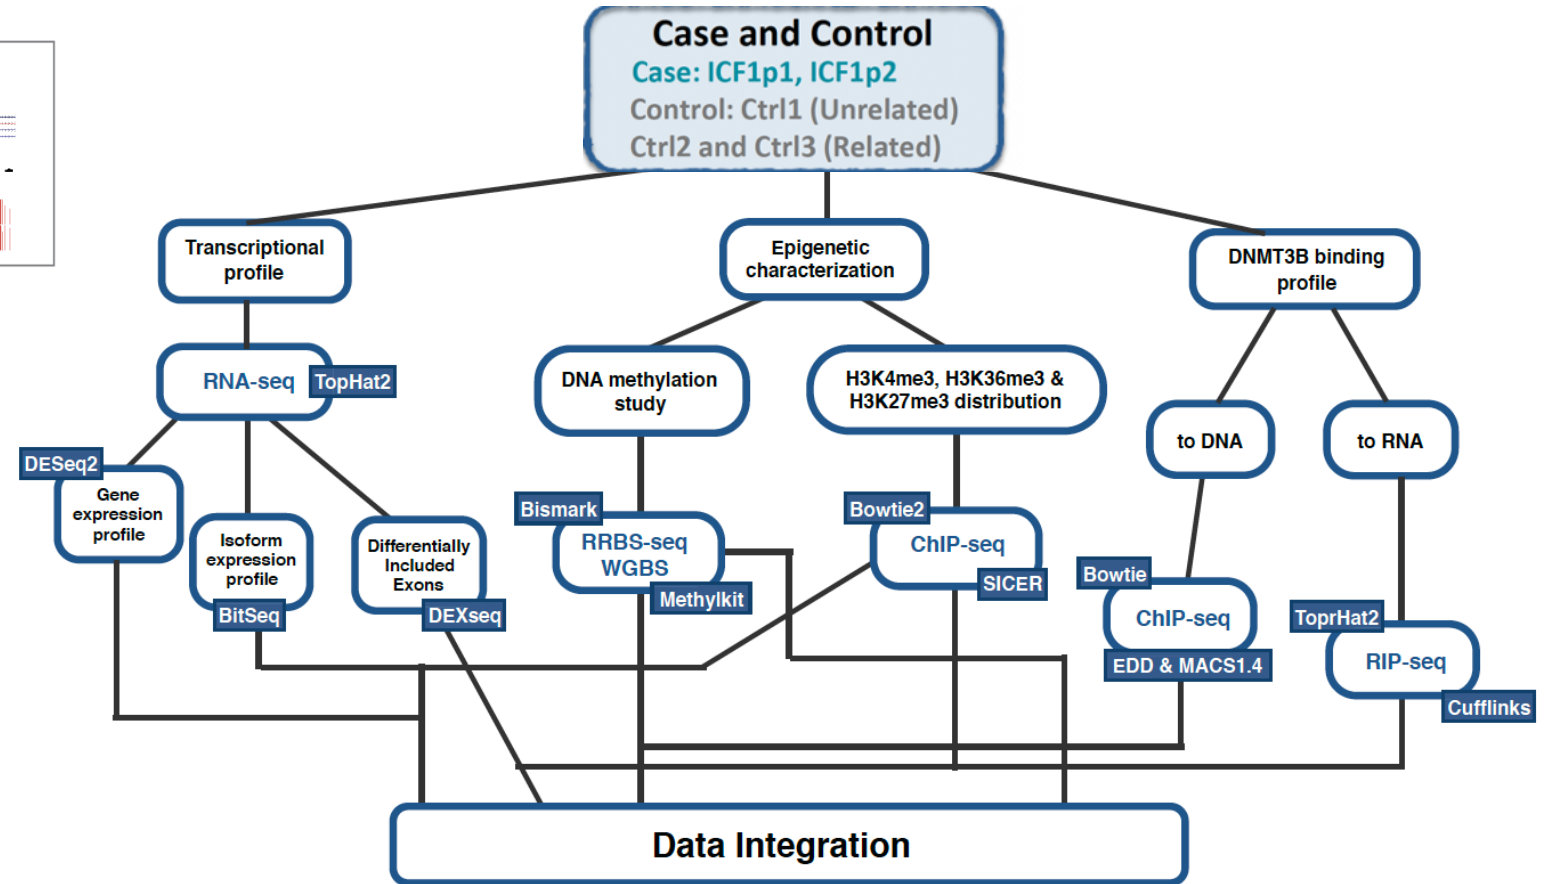 Case and Control
Case: ICF1p1, ICF1p2
Control: Ctrl1 (Unrelated)
Ctrl2 and Ctrl3 (Related)
Transcriptional
profile
Epigenetic
characterization
DNMT3B binding
profile
RNA-seq
TopHat2
DNA methylation
study
H3K4me3, H3K36me3 &
H3K27me3 distribution
to DNA
to RNA
DESeq2
Gene
expression
profile
Isoform
expression
profile
BitSeq
Differentially
Included
Exons
DEXseq
Bismark
RRBS-seq
WGBS
Methylkit
Bowtie2
ChIP-seq
SICER
Bowtie
ChIP-seq
EDD & MACS1.4
ToprHat2
RIP-seq
Cufflinks
Data Integration